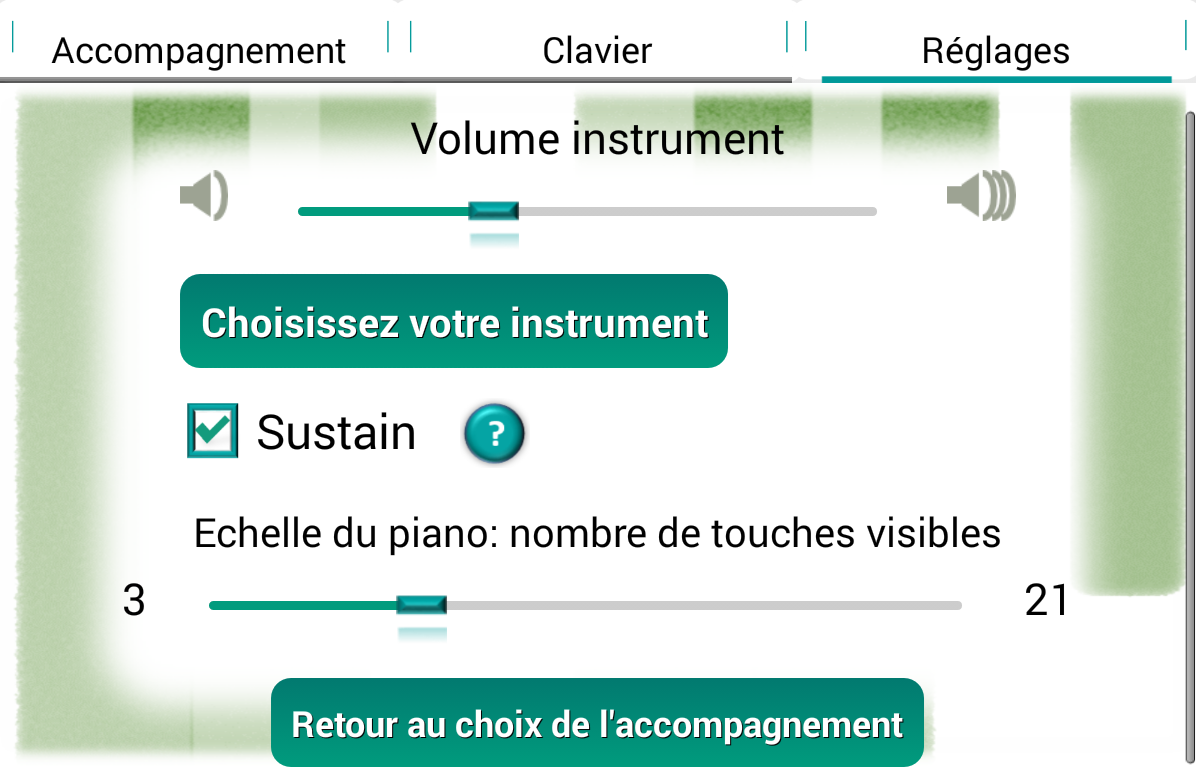 Accompagnement Clavier Réglages
Volume instrument
Choisissez votre instrument
Sustain ?
Echelle du piano: nombre de touches visibles
3 21
Retour au choix de l'accompagnement